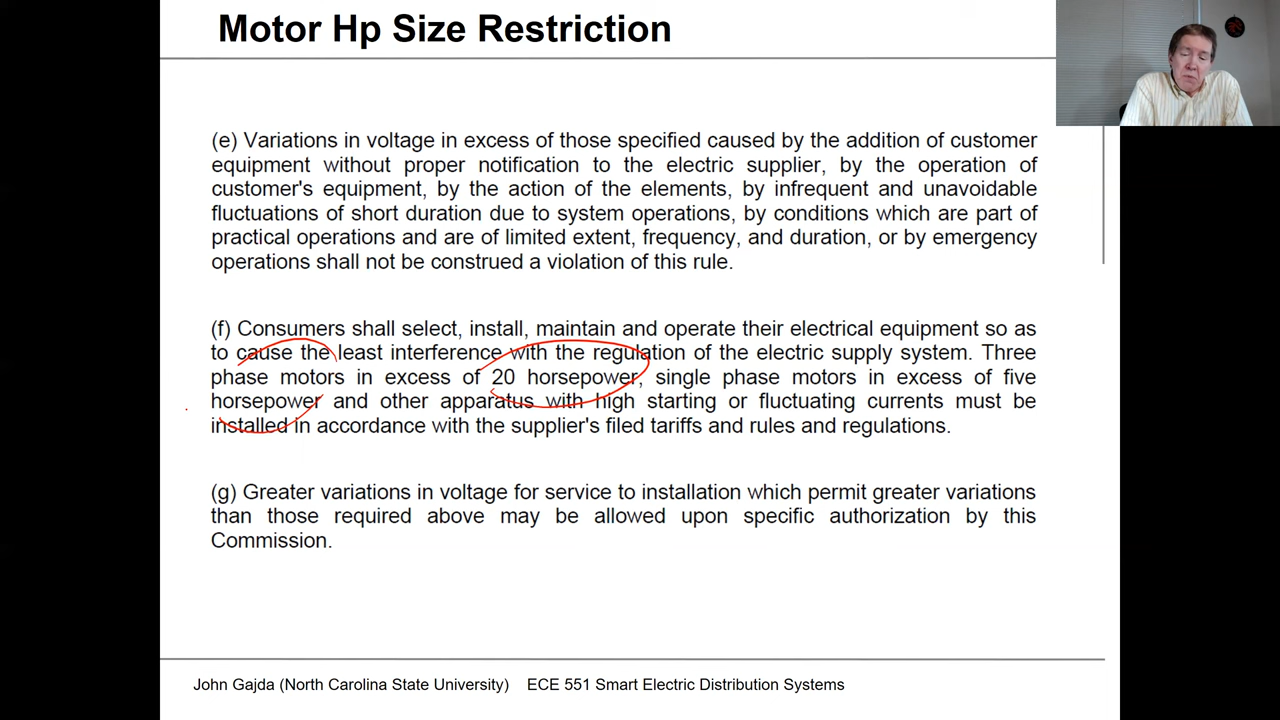 Motor Hp Size Restriction
(e) Variations in voltage in excess of those specified caused by the addition of customer
equipment without proper notification to the electric supplier, by the operation of
customer's equipment, by the action of the elements, by infrequent and unavoidable
fluctuations of short duration due to system operations, by conditions which are part of
practical operations and are of limited extent, frequency, and duration, or by emergency
operations shall not be construed a violation of this rule.
(f) Consumers shall select, install, maintain and operate their electrical equipment so as
to cause the least interference with the regulation of the electric supply system. Three
phase motors in excess of 20 horsepower, single phase motors in excess of five
horsepower and other apparatus with high starting or fluctuating currents must be
installed in accordance with the supplier's filed tariffs and rules and regulations.
(g) Greater variations in voltage for service to installation which permit greater variations
than those required above may be allowed upon specific authorization by this
Commission.
John Gajda (North Carolina State University) ECE 551 Smart Electric Distribution Systems